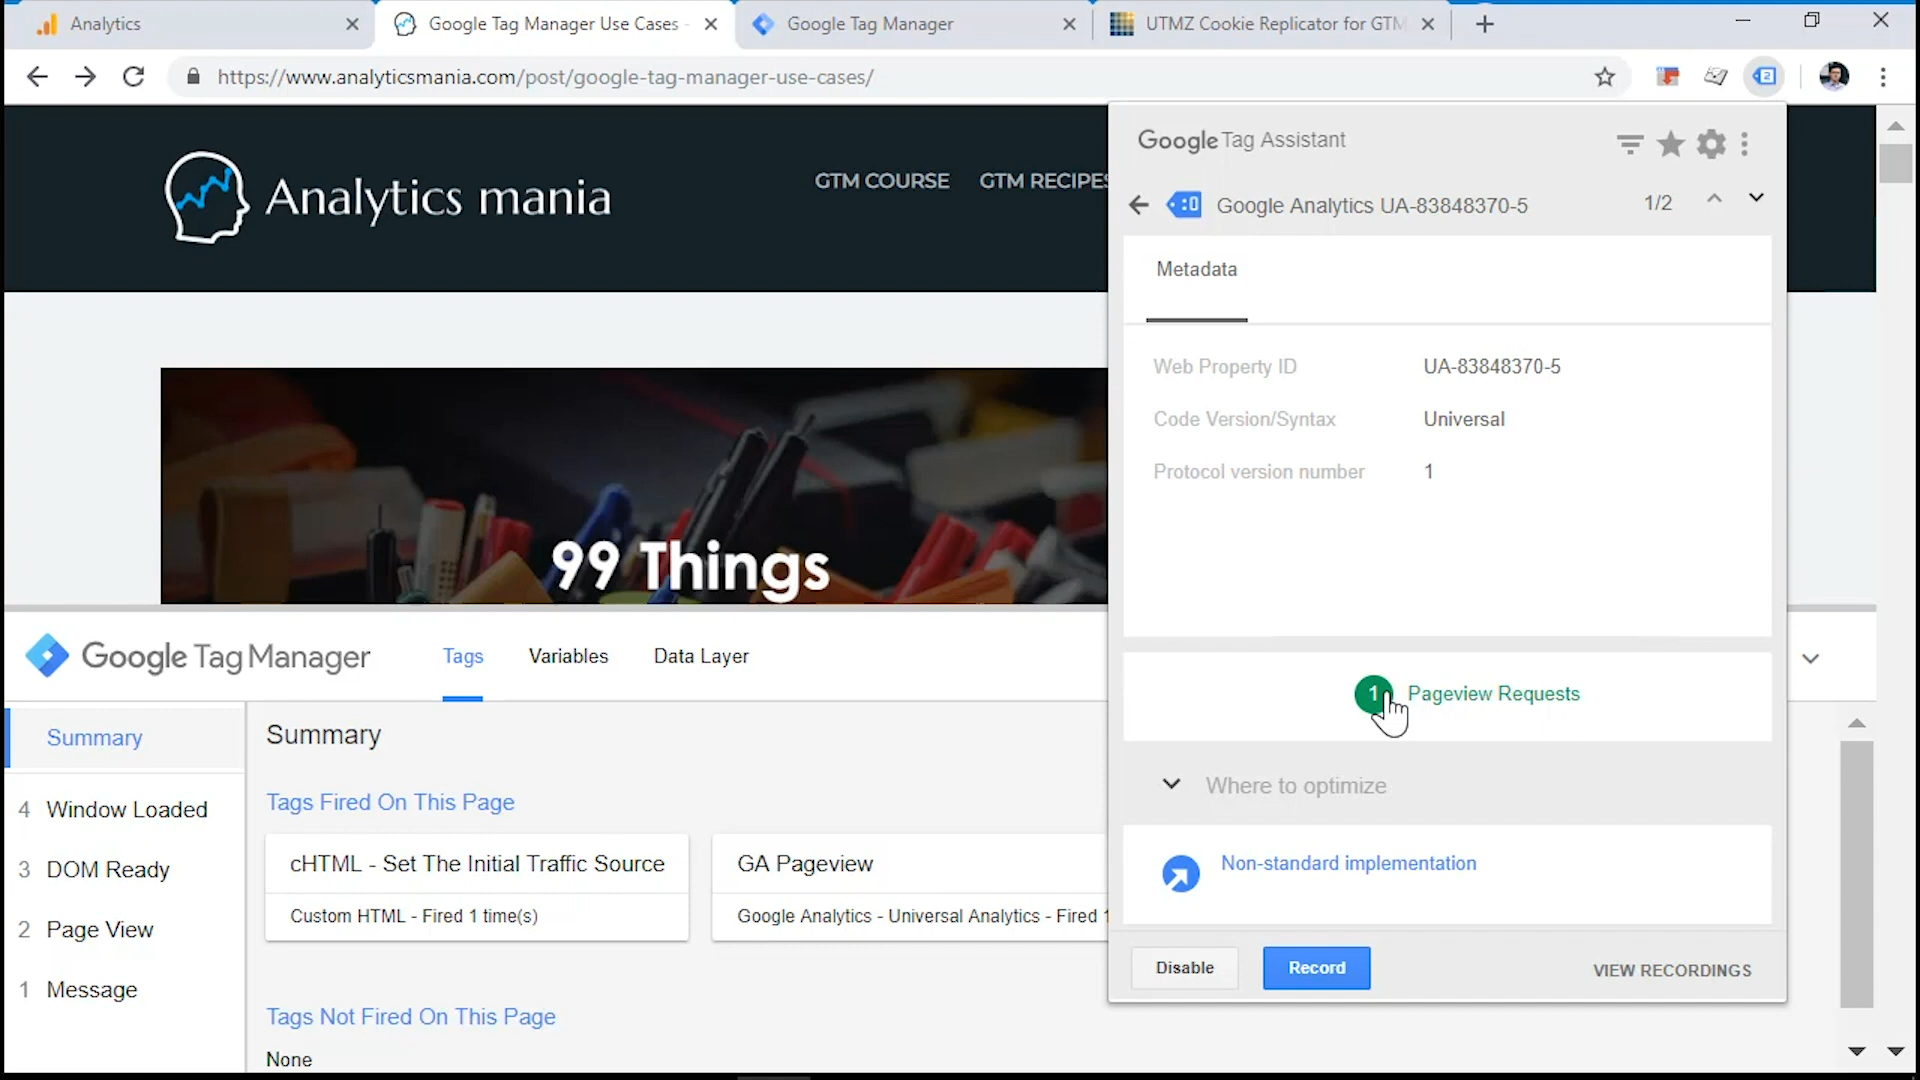 Analytics
Google Tag Manager Use Cases -
Google Tag Manager
UTMZ Cookie Replicator for GTM
https://www.analyticsmania.com/post/google-tag-manager-use-cases/
2
Analytics mania
GTM COURSE
GTM RECIPES
99 Things
Google Tag Assistant
:0
Google Analytics UA-83848370-5
1/2
Metadata
Web Property ID UA-83848370-5
Code Version/Syntax Universal
Protocol version number 1
1 Pageview Requests
Where to optimize
Non-standard implementation
Disable
Record
VIEW RECORDINGS
Google Tag Manager
Tags
Variables
Data Layer
Summary
4 Window Loaded
3 DOM Ready
2 Page View
1 Message
Summary
Tags Fired On This Page
cHTML - Set The Initial Traffic Source
Custom HTML - Fired 1 time(s)
GA Pageview
Google Analytics - Universal Analytics - Fired 1
Tags Not Fired On This Page
None